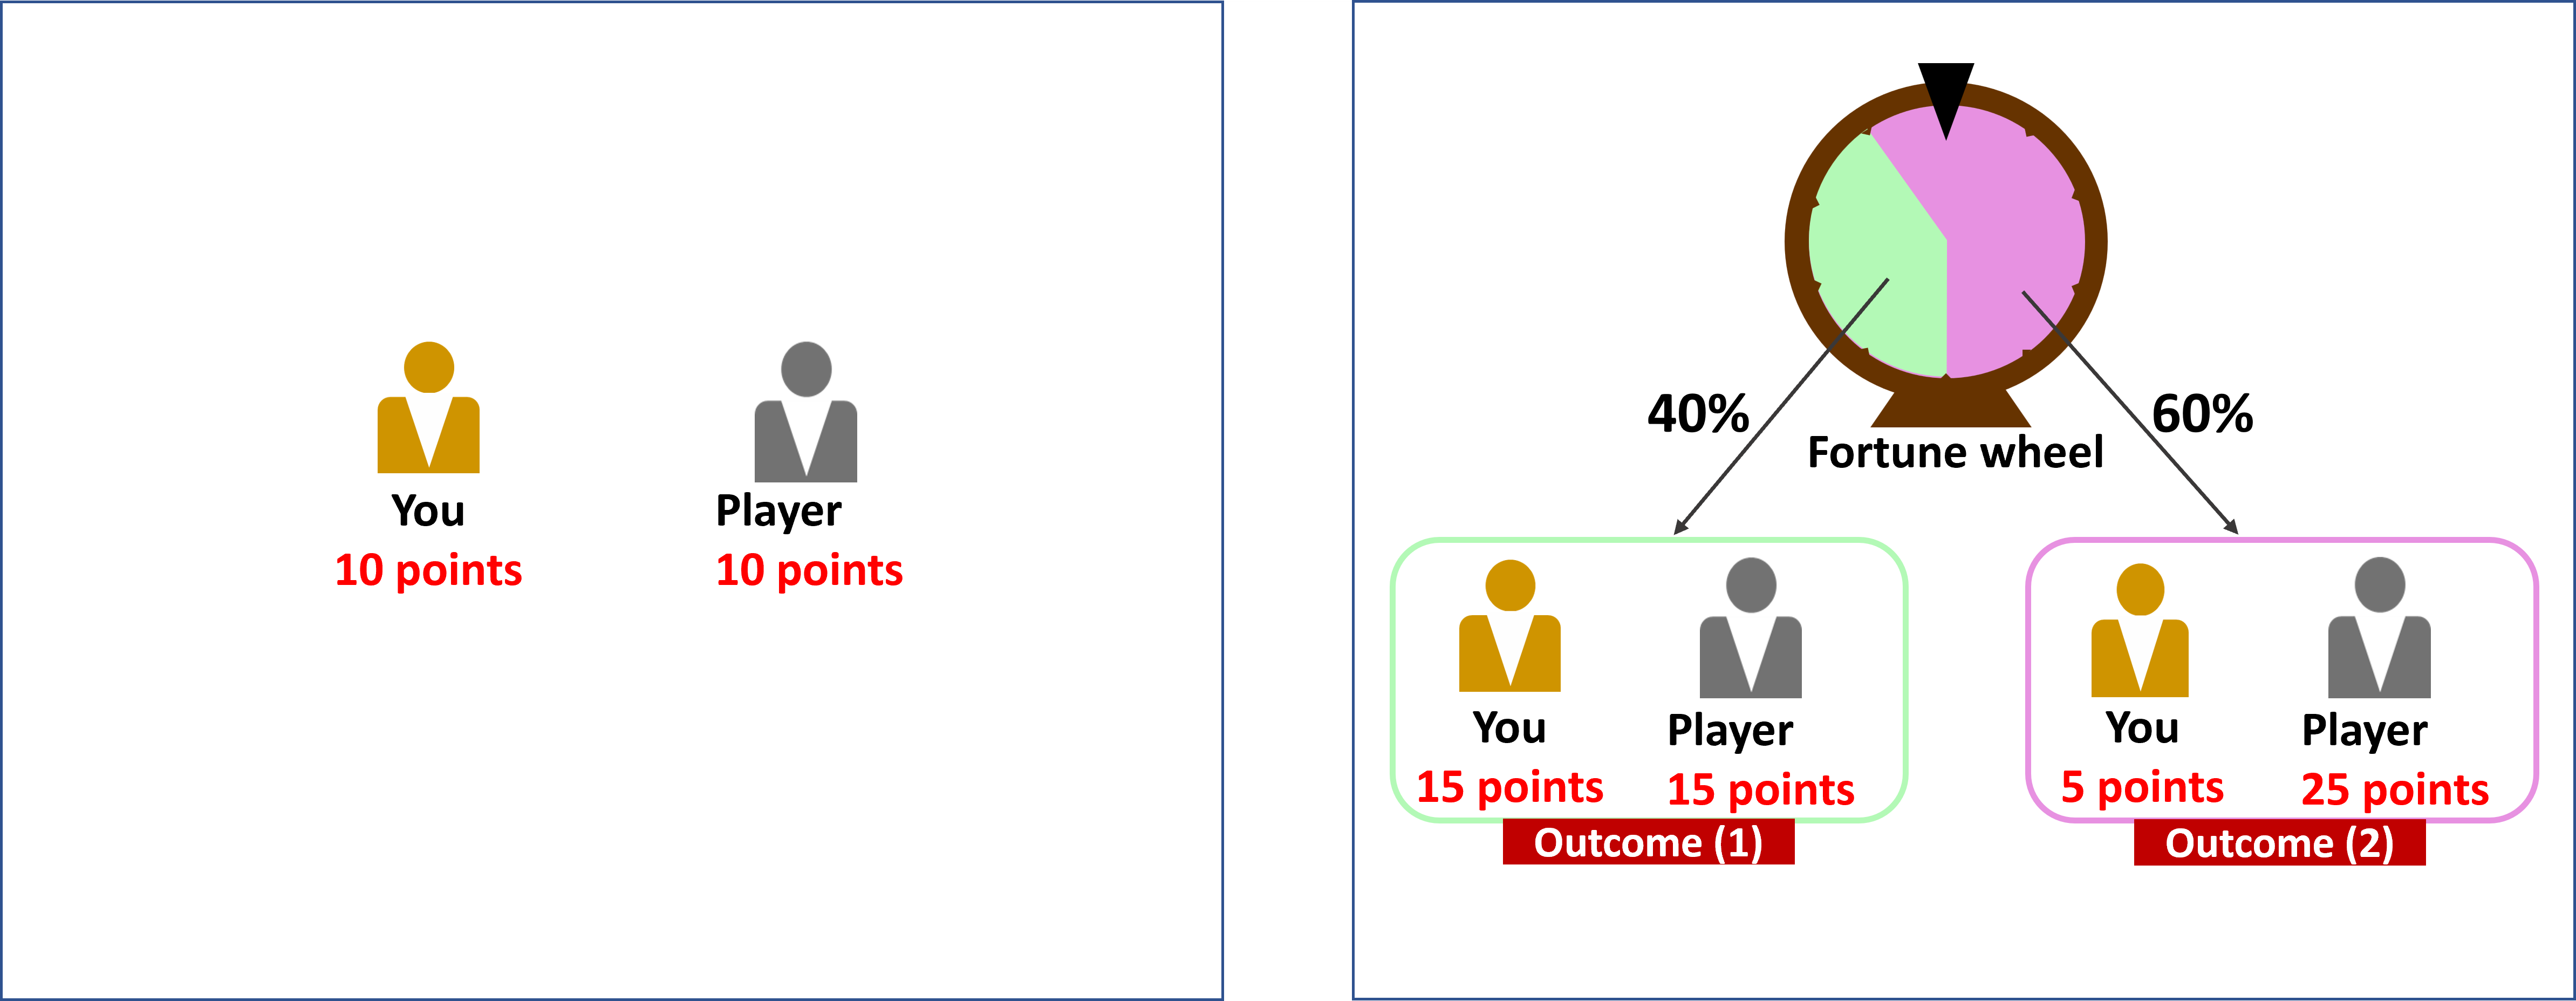 You
Player
10 points
10 points
40%
60%
Fortune wheel
You
Player
15 points
15 points
Outcome (1)
You
Player
5 points
25 points
Outcome (2)